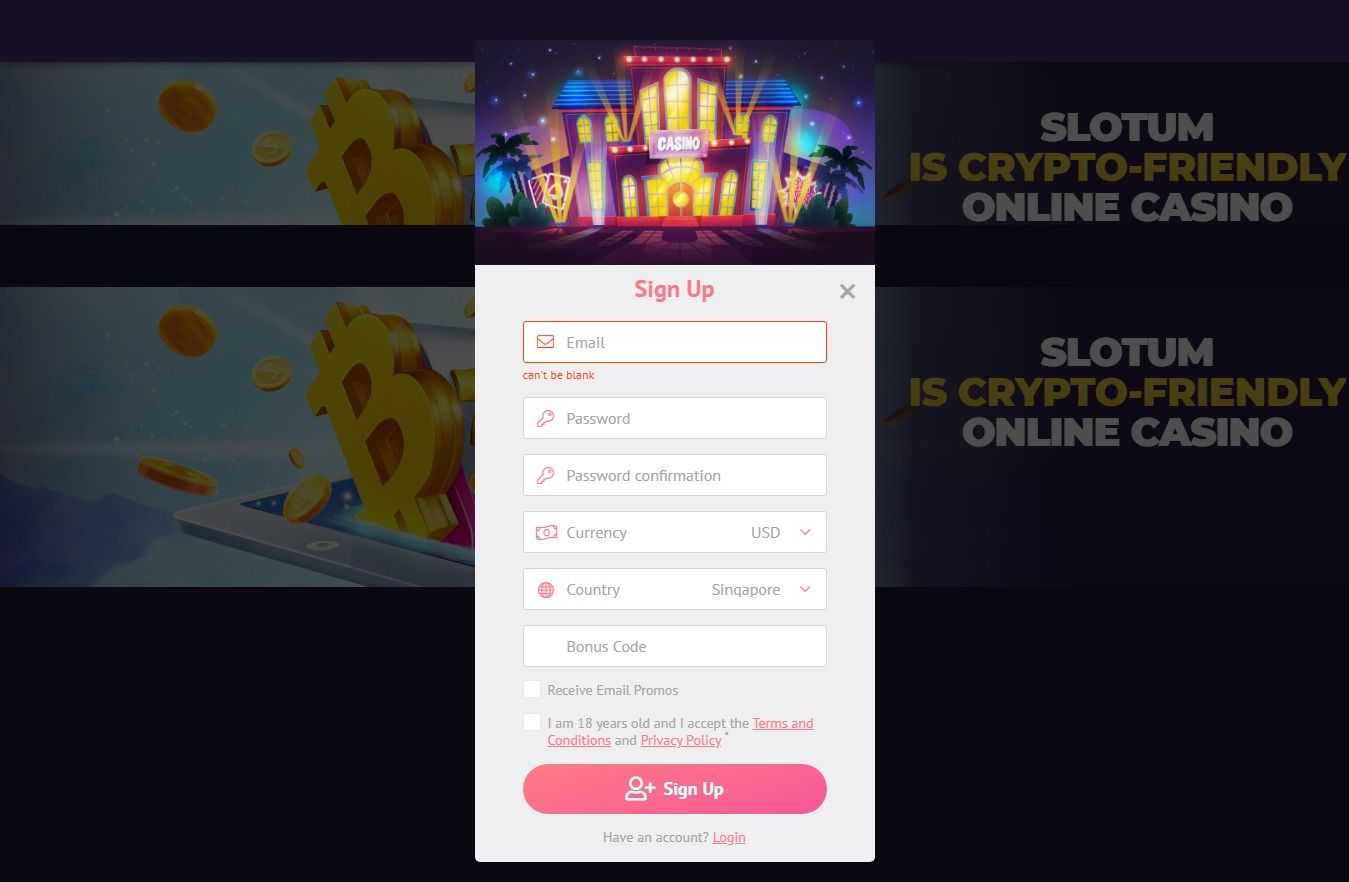 SLOTUM
IS CRYPTO-FRIENDLY
ONLINE CASINO
CASINO
Sign Up
Email
can't be blank
Password
Password confirmation
Currency USD
Country Singapore
Bonus Code
Receive Email Promos
I am 18 years old and I accept the Terms and
Conditions and Privacy Policy *
Sign Up
Have an account? Login
SLOTUM
IS CRYPTO-FRIENDLY
ONLINE CASINO